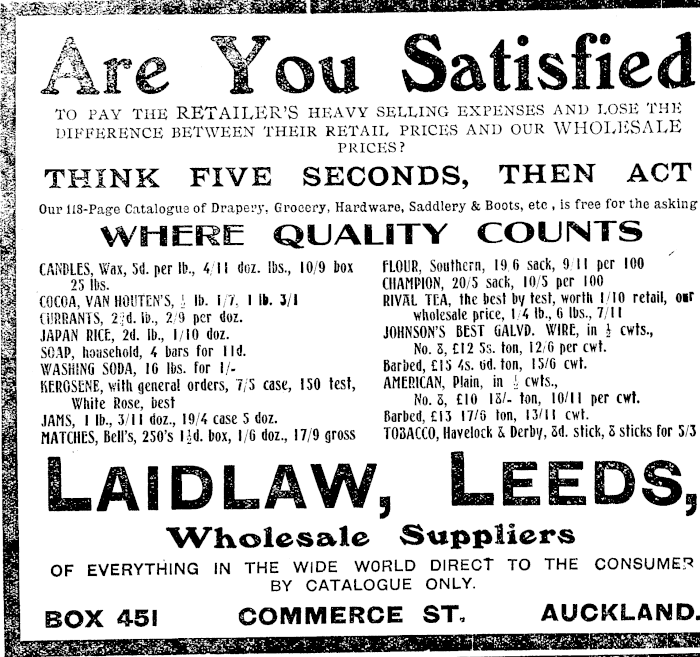 Are You Satisfied
TO PAY THE RETAILER'S HEAVY SELLING EXPENSES AND LOSE THE
DIFFERENCE BETWEEN THEIR RETAIL PRICES AND OUR WHOLESALE
PRICES?
THINK FIVE SECONDS, THEN ACT
Our 118-Page Catalogue of Drapery, Grocery, Hardware, Saddlery & Boots, etc, is free for the asking
WHERE QUALITY COUNTS
CANDLES, Wax, 5d. per lb., 4/11 doz. lbs., 10/9 box
25 lbs.
COCOA, VAN HOUTEN'S, lb. 1/7, 1 lb. 3/1
CURRANTS, lb., 2/9 per doz.
JAPAN RICE, 2d. lb., 1/10 doz.
SOAP, household, 4 bars for 11d.
WASHING SODA, 16 lbs. for 1/-
KEROSENE, with general orders, 7/5 case, 150 test,
White Rose, best
JAMS, 1 lb., 3/11 doz., 19/4 case 5 doz.
MATCHES, Bell's, 250's 1½d. box, 1/6 doz., 17/9 gross
FLOUR, Southern, 19 6 sack, 9/11 per 100
CHAMPION, 20/5 sack, 10/5 per 100
RIVAL TEA, the best by test, worth 1/10 retail, our
wholesale price, 1/4 lb., 6 lbs., 7/11
JOHNSON'S BEST GALVD. WIRE, in ½ cwts.,
No. 8, £12 5s. ton, 12/6 per cwt.
Barbed, £15 4s. 6d. ton, 15/6 cwt.
AMERICAN, Plain, in ½ cwts.,
No. 8, £10 18/- ton, 10/11 per cwt.
Barbed, £13 17/6 ton, 13/11 cwt.
TOBACCO, Havelock & Derby, 8d. stick, 8 sticks for 5/3
LAIDLAW, LEEDS,
Wholesale Suppliers
OF EVERYTHING IN THE WIDE WORLD DIRECT TO THE CONSUMER
BY CATALOGUE ONLY.
BOX 451 COMMERCE ST. AUCKLAND.